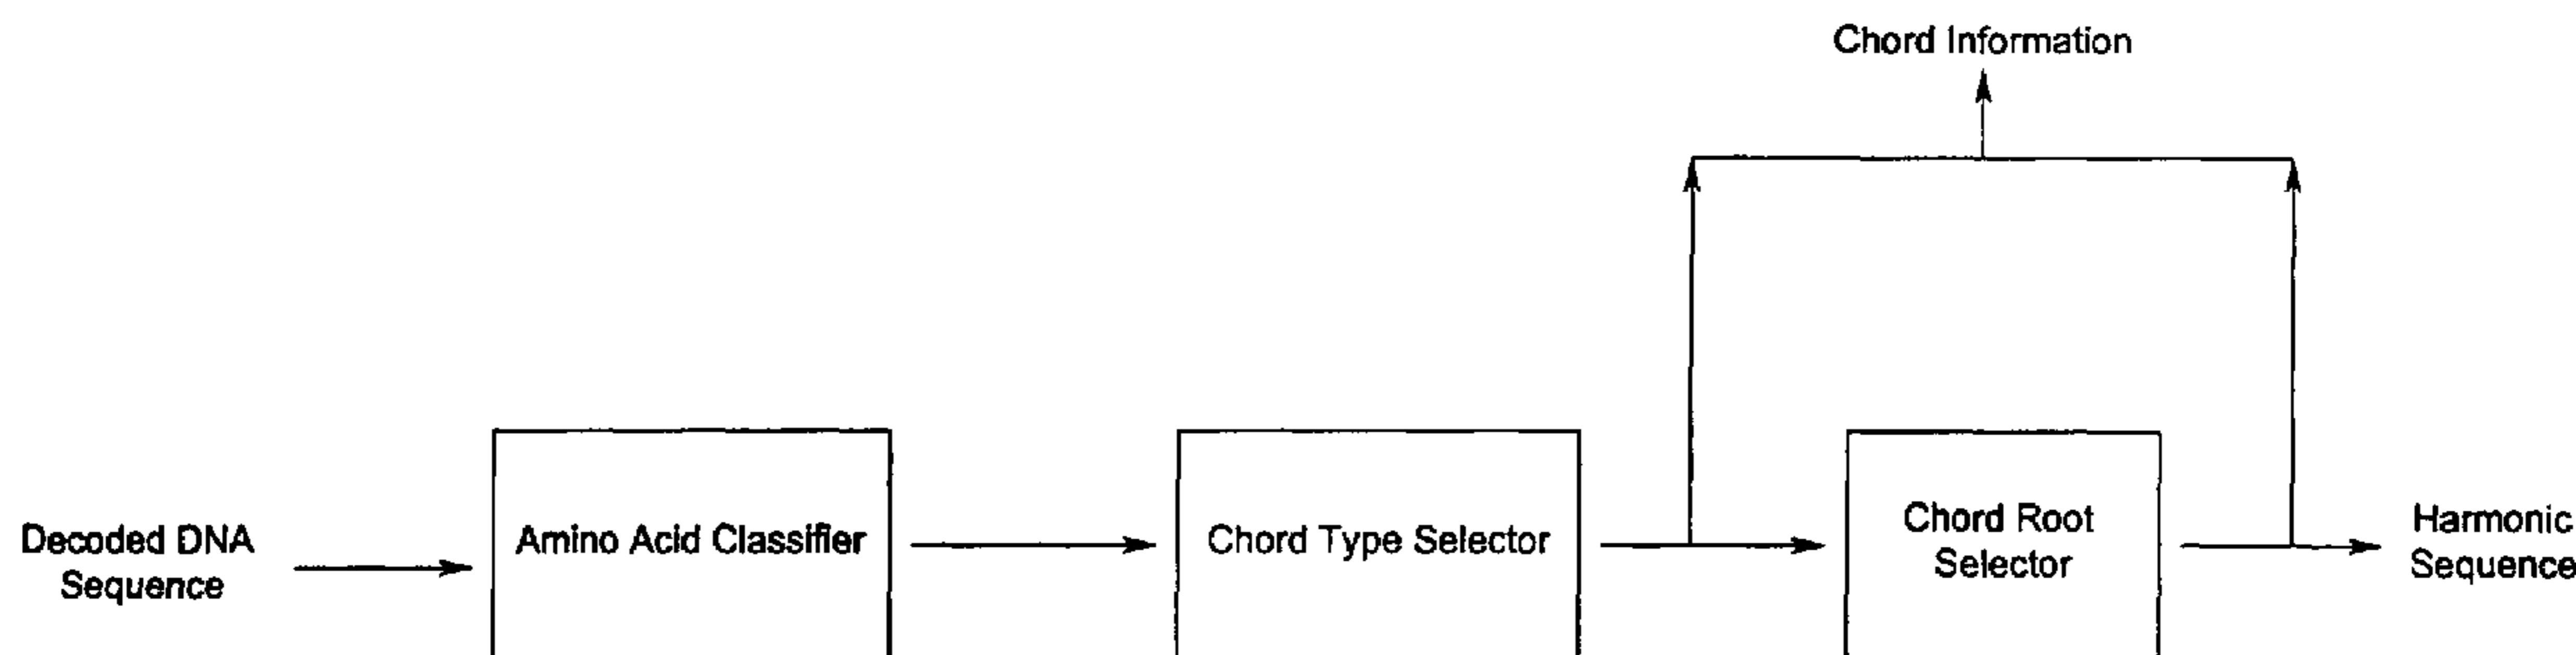 Chord Information
Decoded DNA
Sequence
Amino Acid Classifier
Chord Type Selector
Chord Root
Selector
Harmonic
Sequence